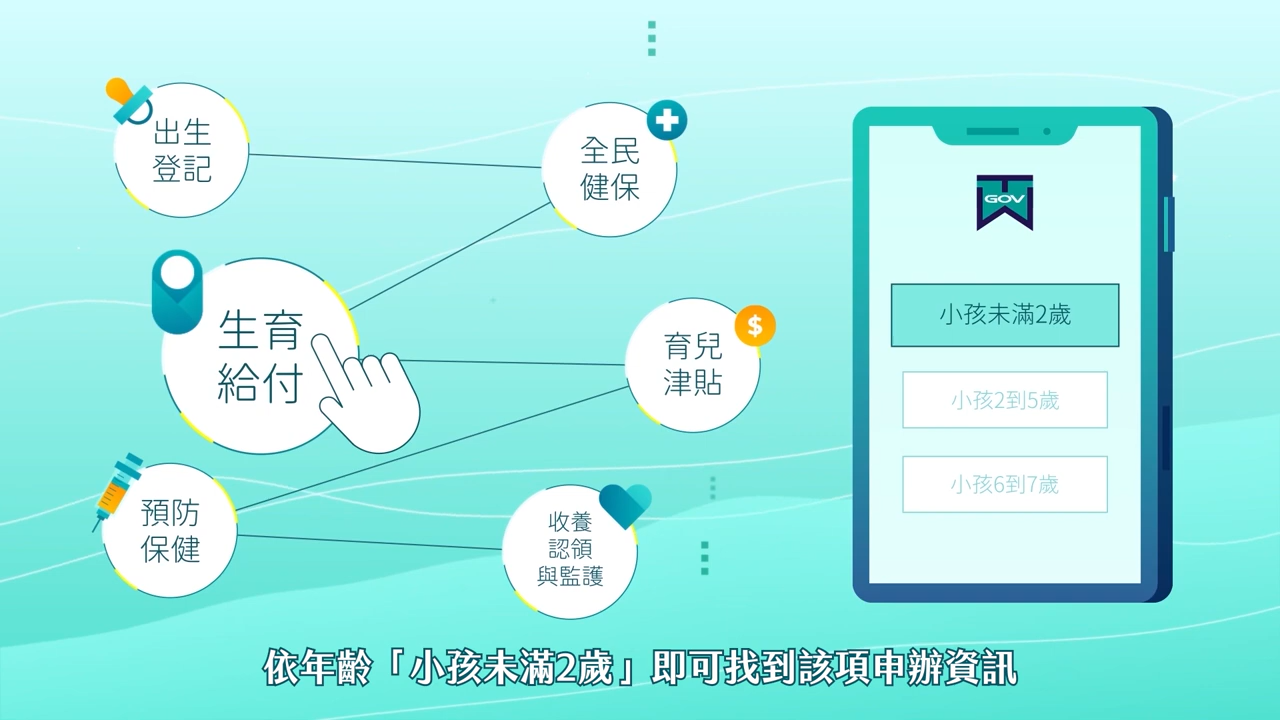 出生
登記
全民
健保
生育
給付
育兒
津貼
$
預防
保健
收養
認領
與監護
GOV
小孩未滿2歲
小孩2到5歲
小孩6到7歲
依年齡「小孩未滿2歲」即可找到該項申辦資訊